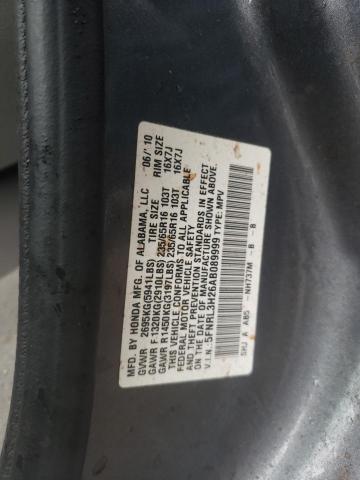 MFD. BY HONDA MFG. OF ALABAMA, LLC 06/'10
GVWR 2695KG(5941LBS) TIRE SIZE RIM SIZE
GAWR F 1320KG(2910LBS) 235/65R16 103T 16X7J
GAWR R 1450KG(3197LBS) 235/65R16 103T 16X7J
THIS VEHICLE CONFORMS TO ALL APPLICABLE
FEDERAL MOTOR VEHICLE SAFETY
AND THEFT PREVENTION STANDARDS IN EFFECT
ON THE DATE OF MANUFACTURE SHOWN ABOVE.
V.I.N.:5FNRL3H26AB089999 TYPE: MPV
SHJ A A85 - NH737M - B - B